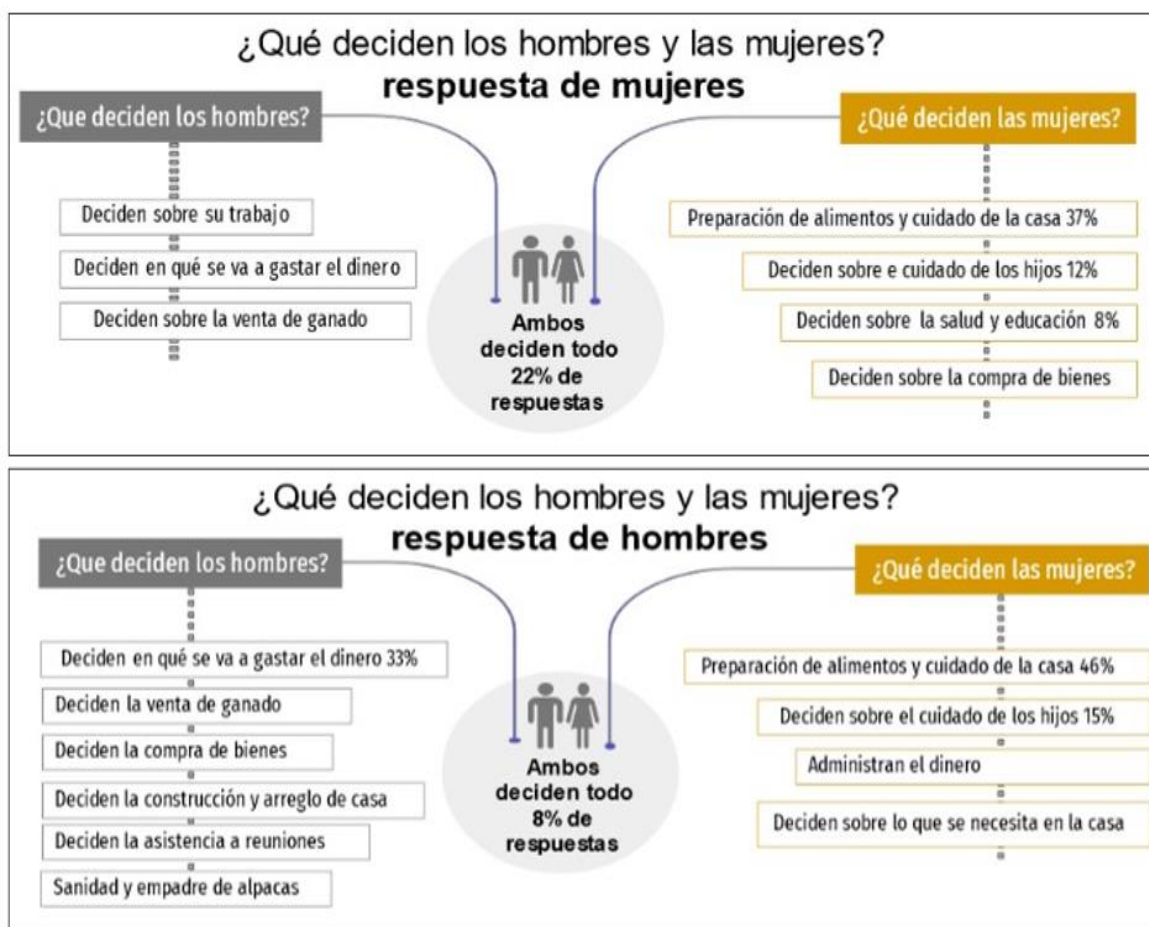 ¿Qué deciden los hombres y las mujeres?
respuesta de mujeres
¿Que deciden los hombres?
Deciden sobre su trabajo
Deciden en qué se va a gastar el dinero
Deciden sobre la venta de ganado
Ambos
deciden todo
22% de
respuestas
¿Qué deciden las mujeres?
Preparación de alimentos y cuidado de la casa 37%
Deciden sobre e cuidado de los hijos 12%
Deciden sobre la salud y educación 8%
Deciden sobre la compra de bienes
¿Qué deciden los hombres y las mujeres?
respuesta de hombres
¿Que deciden los hombres?
Deciden en qué se va a gastar el dinero 33%
Deciden la venta de ganado
Deciden la compra de bienes
Deciden la construcción y arreglo de casa
Deciden la asistencia a reuniones
Sanidad y empadre de alpacas
Ambos
deciden todo
8% de
respuestas
¿Qué deciden las mujeres?
Preparación de alimentos y cuidado de la casa 46%
Deciden sobre el cuidado de los hijos 15%
Administran el dinero
Deciden sobre lo que se necesita en la casa